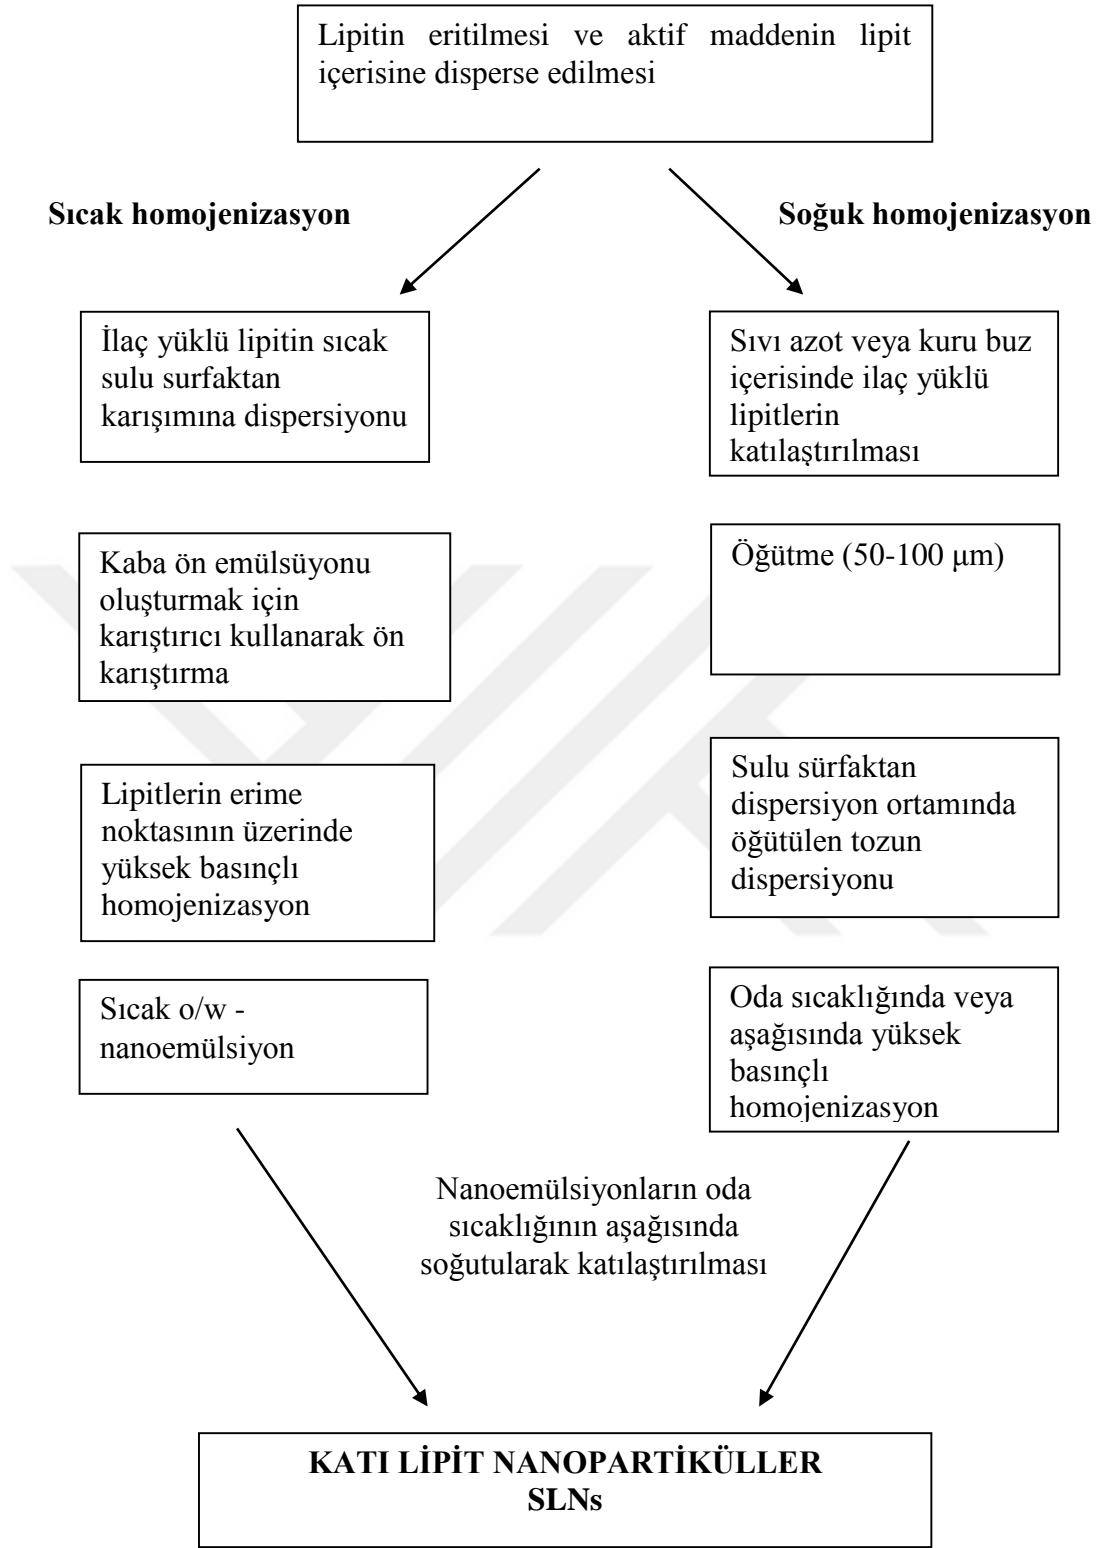 Lipitin eritilmesi ve aktif maddenin lipit
içerisine disperse edilmesi
Sıcak homojenizasyon
Soğuk homojenizasyon
İlaç yüklü lipitin sıcak
sulu surfaktan
karışımına dispersiyonu
Sıvı azot veya kuru buz
içerisinde ilaç yüklü
lipitlerin
katılaştırılması
Kaba ön emülsüyonu
oluşturmak için
karıştırıcı kullanarak ön
karıştırma
Öğütme (50-100 μm)
Lipitlerin erime
noktasının üzerinde
yüksek basınçlı
homojenizasyon
Sulu sürfaktan
dispersiyon ortamında
öğütülen tozun
dispersiyonu
Sıcak o/w -
nanoemülsiyon
Oda sıcaklığında veya
aşağısında yüksek
basınçlı
homojenizasyon
Nanoemülsiyonların oda
sıcaklığının aşağısında
soğutularak katılaştırılması
KATI LİPİT NANOPARTİKÜLLER
SLNs